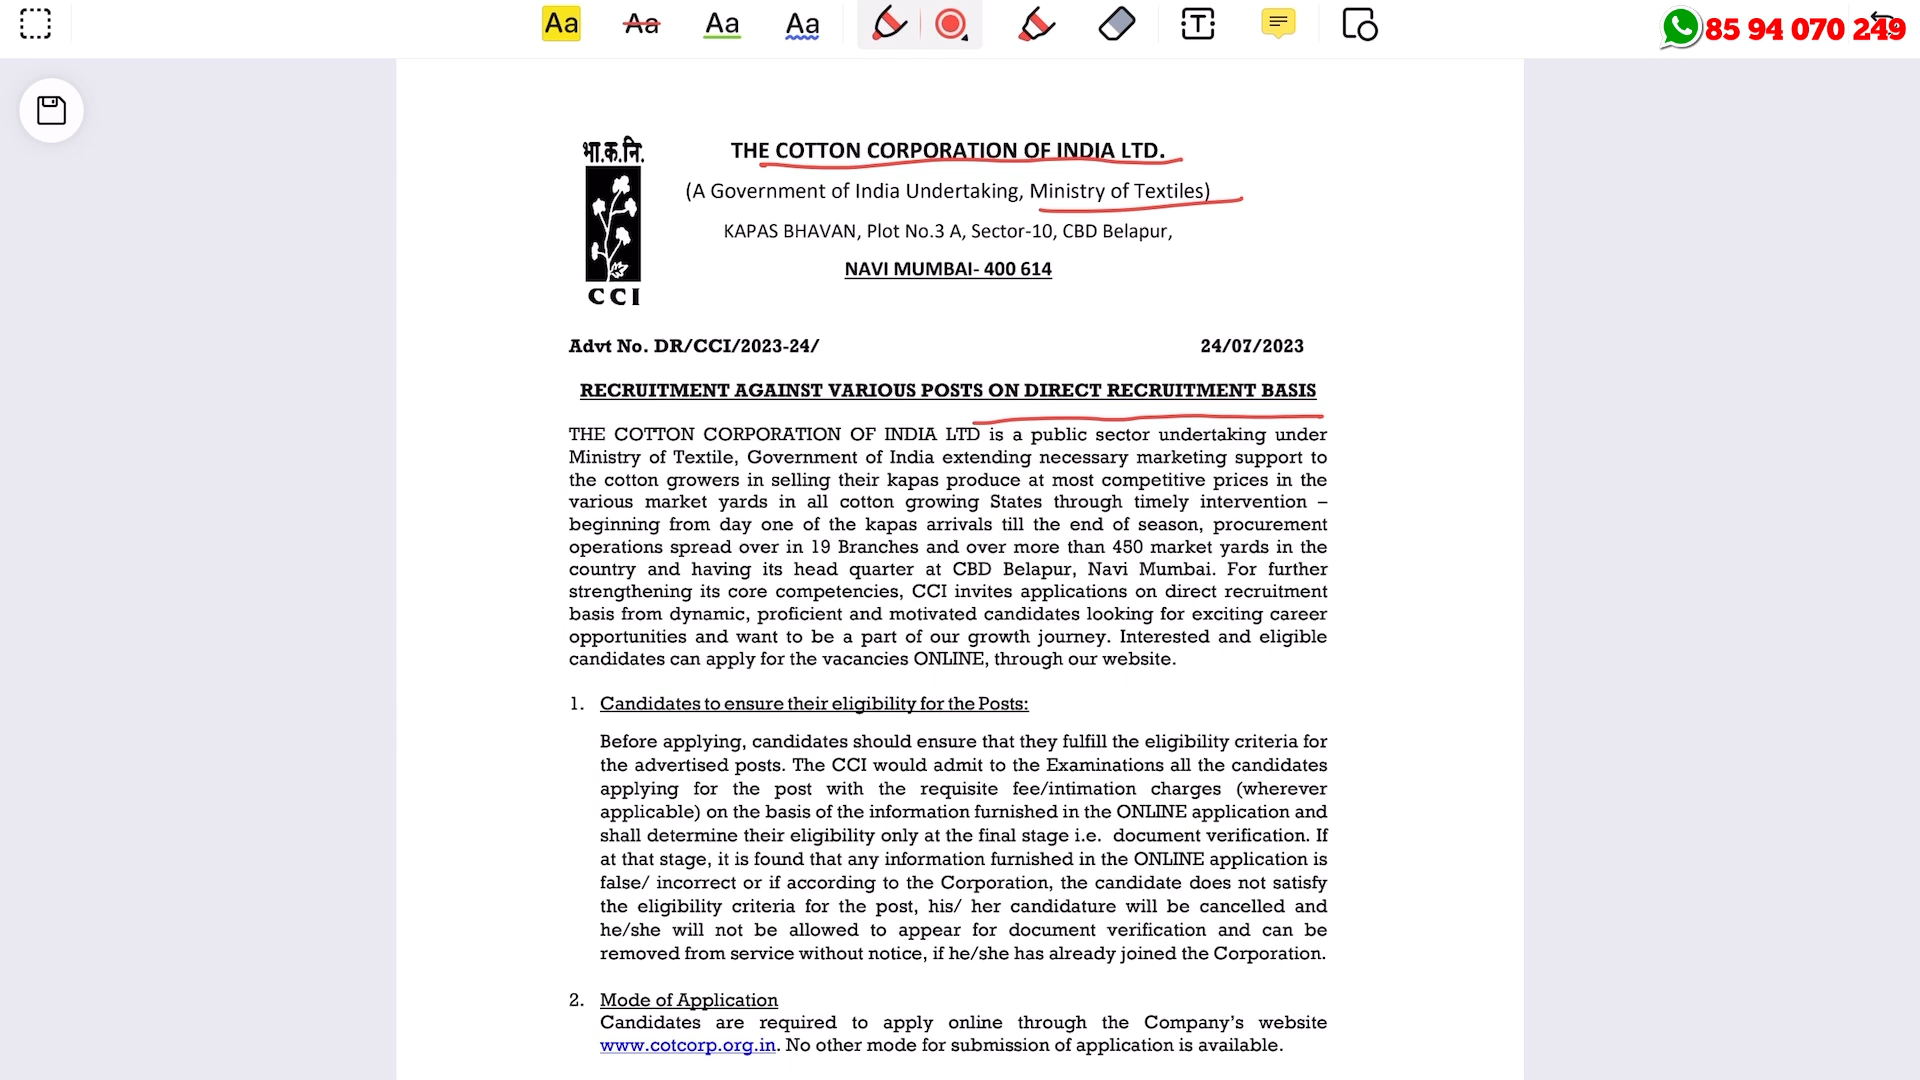 Aa Aa Aa Aa T
85 94 070 249
भा.क.नि.
CCI
THE COTTON CORPORATION OF INDIA LTD.
(A Government of India Undertaking, Ministry of Textiles)
KAPAS BHAVAN, Plot No.3 A, Sector-10, CBD Belapur,
NAVI MUMBAI- 400 614
Advt No. DR/CCI/2023-24/ 24/07/2023
RECRUITMENT AGAINST VARIOUS POSTS ON DIRECT RECRUITMENT BASIS
THE COTTON CORPORATION OF INDIA LTD is a public sector undertaking under
Ministry of Textile, Government of India extending necessary marketing support to
the cotton growers in selling their kapas produce at most competitive prices in the
various market yards in all cotton growing States through timely intervention –
beginning from day one of the kapas arrivals till the end of season, procurement
operations spread over in 19 Branches and over more than 450 market yards in the
country and having its head quarter at CBD Belapur, Navi Mumbai. For further
strengthening its core competencies, CCI invites applications on direct recruitment
basis from dynamic, proficient and motivated candidates looking for exciting career
opportunities and want to be a part of our growth journey. Interested and eligible
candidates can apply for the vacancies ONLINE, through our website.
1. Candidates to ensure their eligibility for the Posts:
Before applying, candidates should ensure that they fulfill the eligibility criteria for
the advertised posts. The CCI would admit to the Examinations all the candidates
applying for the post with the requisite fee/intimation charges (wherever
applicable) on the basis of the information furnished in the ONLINE application and
shall determine their eligibility only at the final stage i.e. document verification. If
at that stage, it is found that any information furnished in the ONLINE application is
false/ incorrect or if according to the Corporation, the candidate does not satisfy
the eligibility criteria for the post, his/ her candidature will be cancelled and
he/she will not be allowed to appear for document verification and can be
removed from service without notice, if he/she has already joined the Corporation.
2. Mode of Application
Candidates are required to apply online through the Company's website
www.cotcorp.org.in. No other mode for submission of application is available.